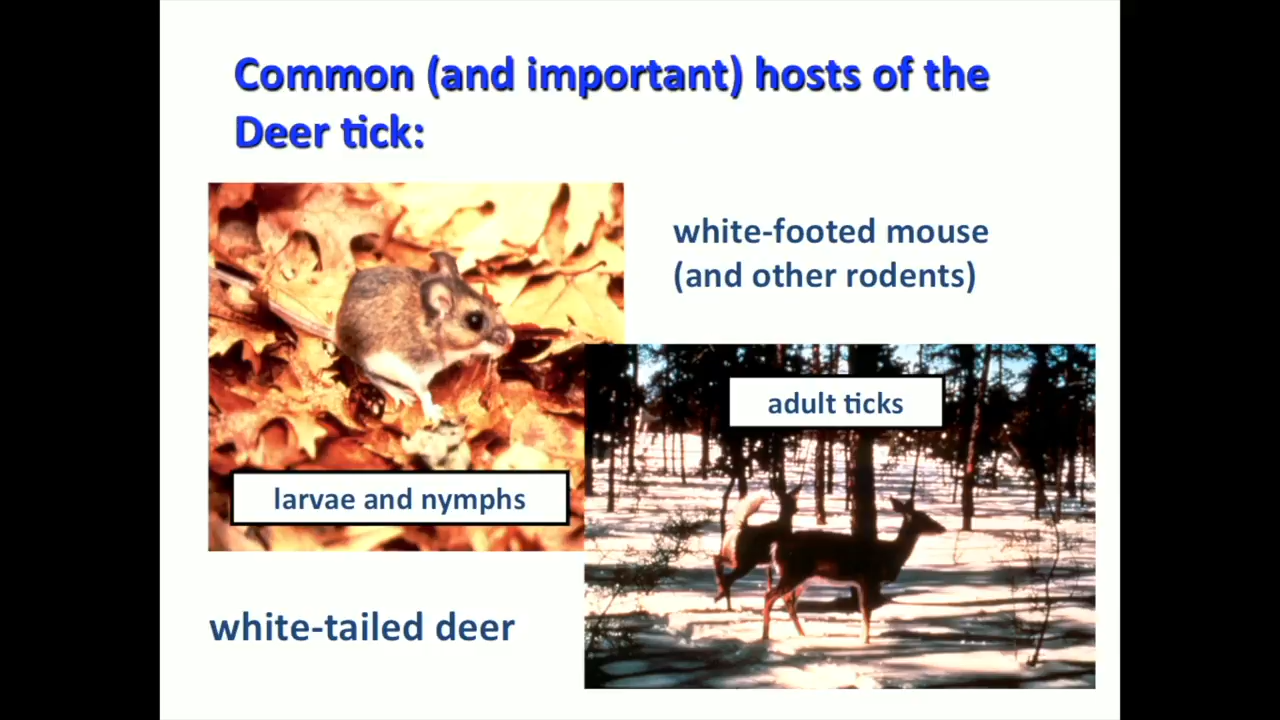 Common (and important) hosts of the
Deer tick:
white-footed mouse
(and other rodents)
adult ticks
larvae and nymphs
white-tailed deer